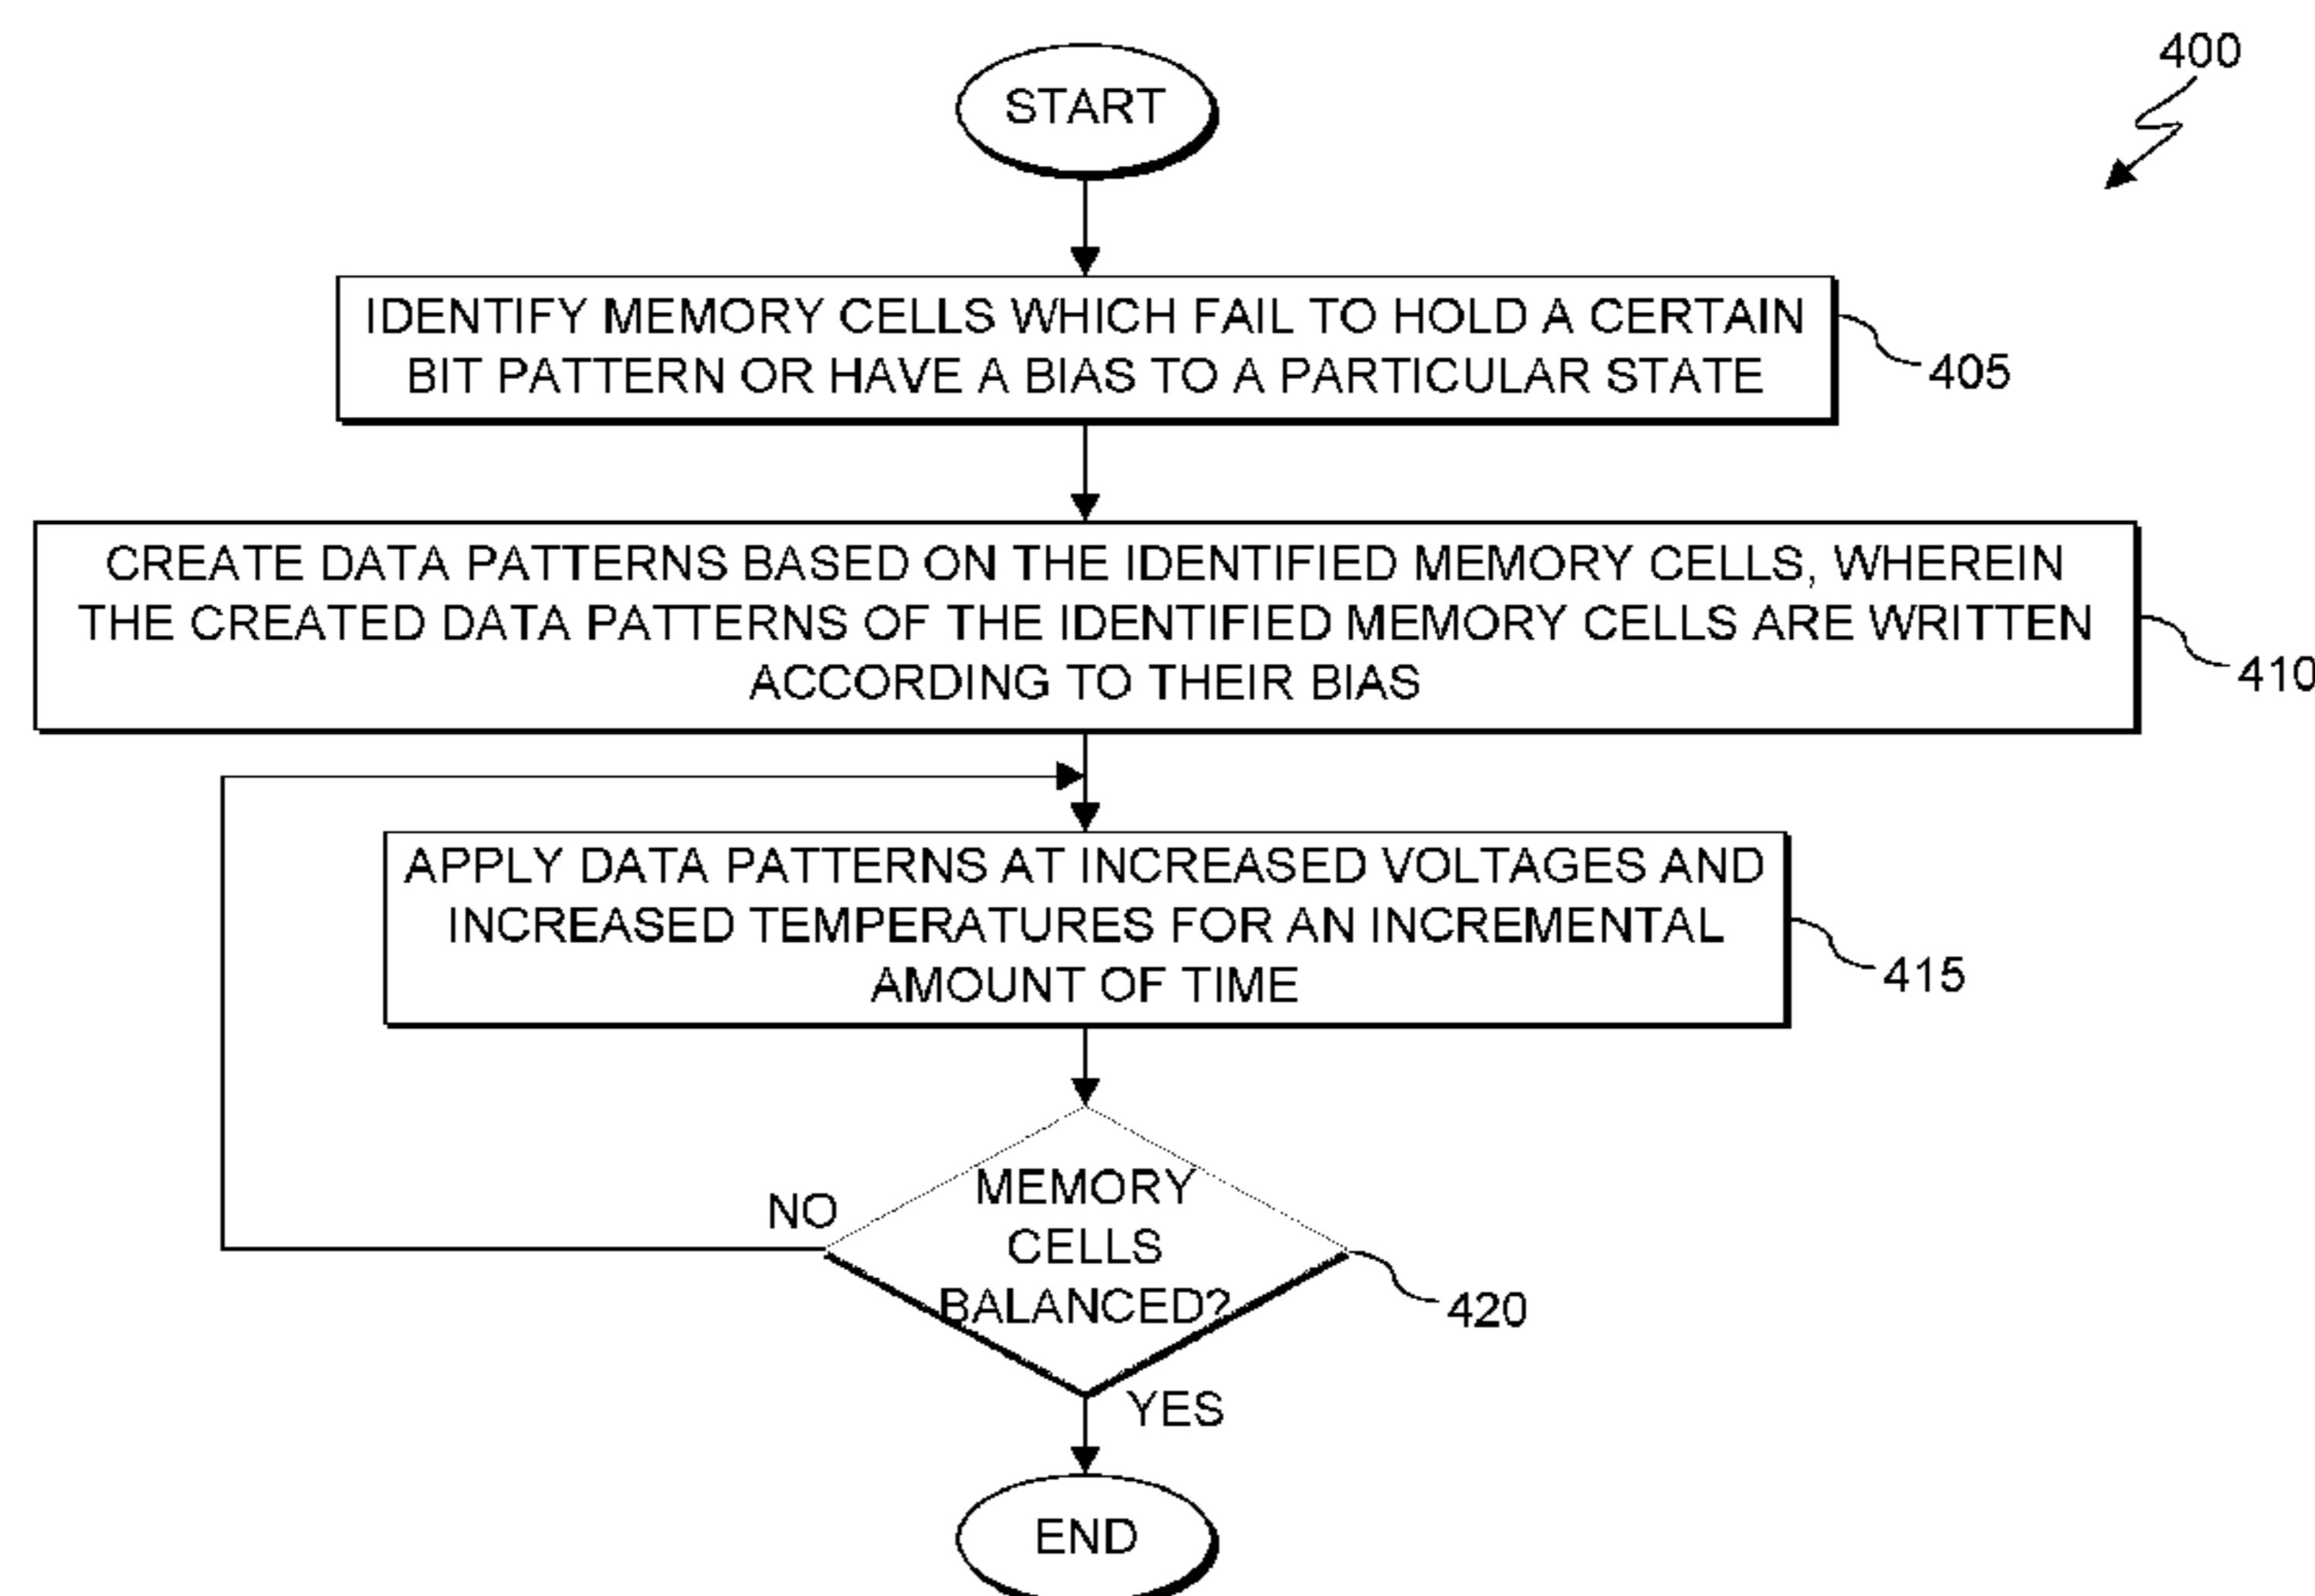 400
START
IDENTIFY MEMORY CELLS WHICH FAIL TO HOLD A CERTAIN
BIT PATTERN OR HAVE A BIAS TO A PARTICULAR STATE
405
CREATE DATA PATTERNS BASED ON THE IDENTIFIED MEMORY CELLS, WHEREIN
THE CREATED DATA PATTERNS OF THE IDENTIFIED MEMORY CELLS ARE WRITTEN
ACCORDING TO THEIR BIAS
410
APPLY DATA PATTERNS AT INCREASED VOLTAGES AND
INCREASED TEMPERATURES FOR AN INCREMENTAL
AMOUNT OF TIME
415
NO
MEMORY
CELLS
BALANCED?
420
YES
END